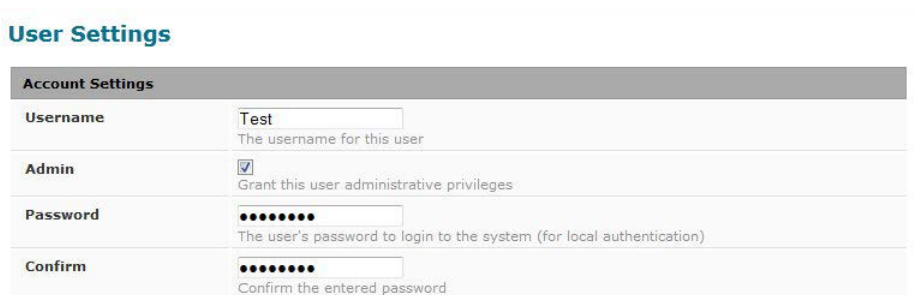 User Settings
Account Settings
Username
Test
The username for this user
Admin
Grant this user administrative privileges
Password
●●●●●●●●
The user's password to login to the system (for local authentication)
Confirm
●●●●●●●●
Confirm the entered password